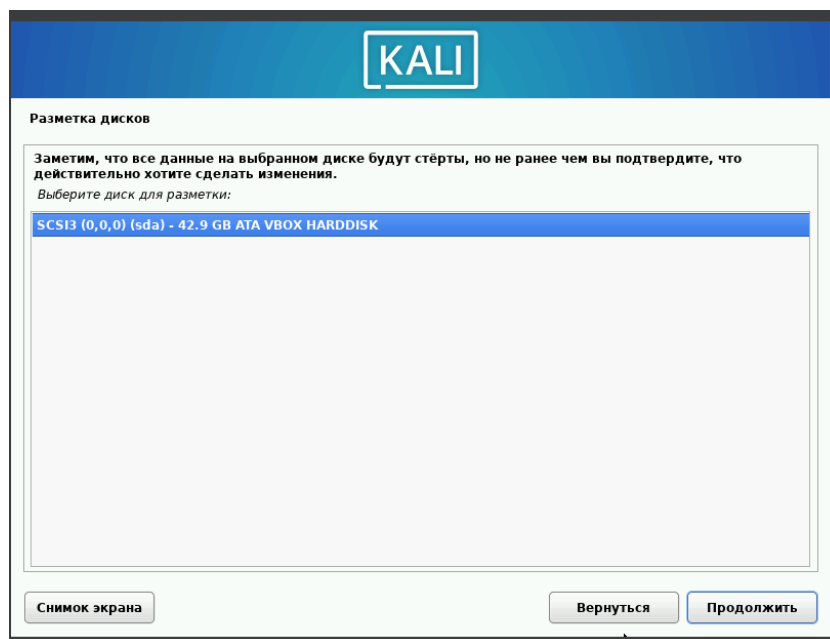 KALI
Разметка дисков
Заметим, что все данные на выбранном диске будут стёрты, но не ранее чем вы подтвердите, что
действительно хотите сделать изменения.
Выберите диск для разметки:
SCSI3 (0,0,0) (sda) - 42.9 GB ATA VBOX HARDDISK
Снимок экрана
Вернуться
Продолжить